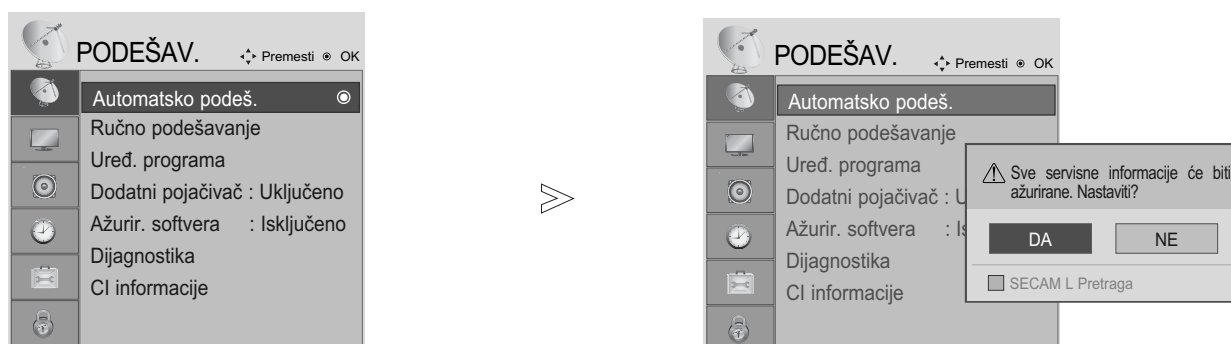 PODEŠAV. Premesti OK
Automatsko podeš.
Ručno podešavanje
Uređ. programa
Dodatni pojačivač : Uključeno
Ažurir. softvera : Isključeno
Dijagnostika
CI informacije
PODEŠAV. Premesti OK
Automatsko podeš.
Ručno podešavanje
Uređ. programa
Dodatni pojačivač : U
Ažurir. softvera : Is
Dijagnostika
CI informacije
Sve servisne informacije će biti
ažurirane. Nastaviti?
DA NE
SECAM L Pretraga